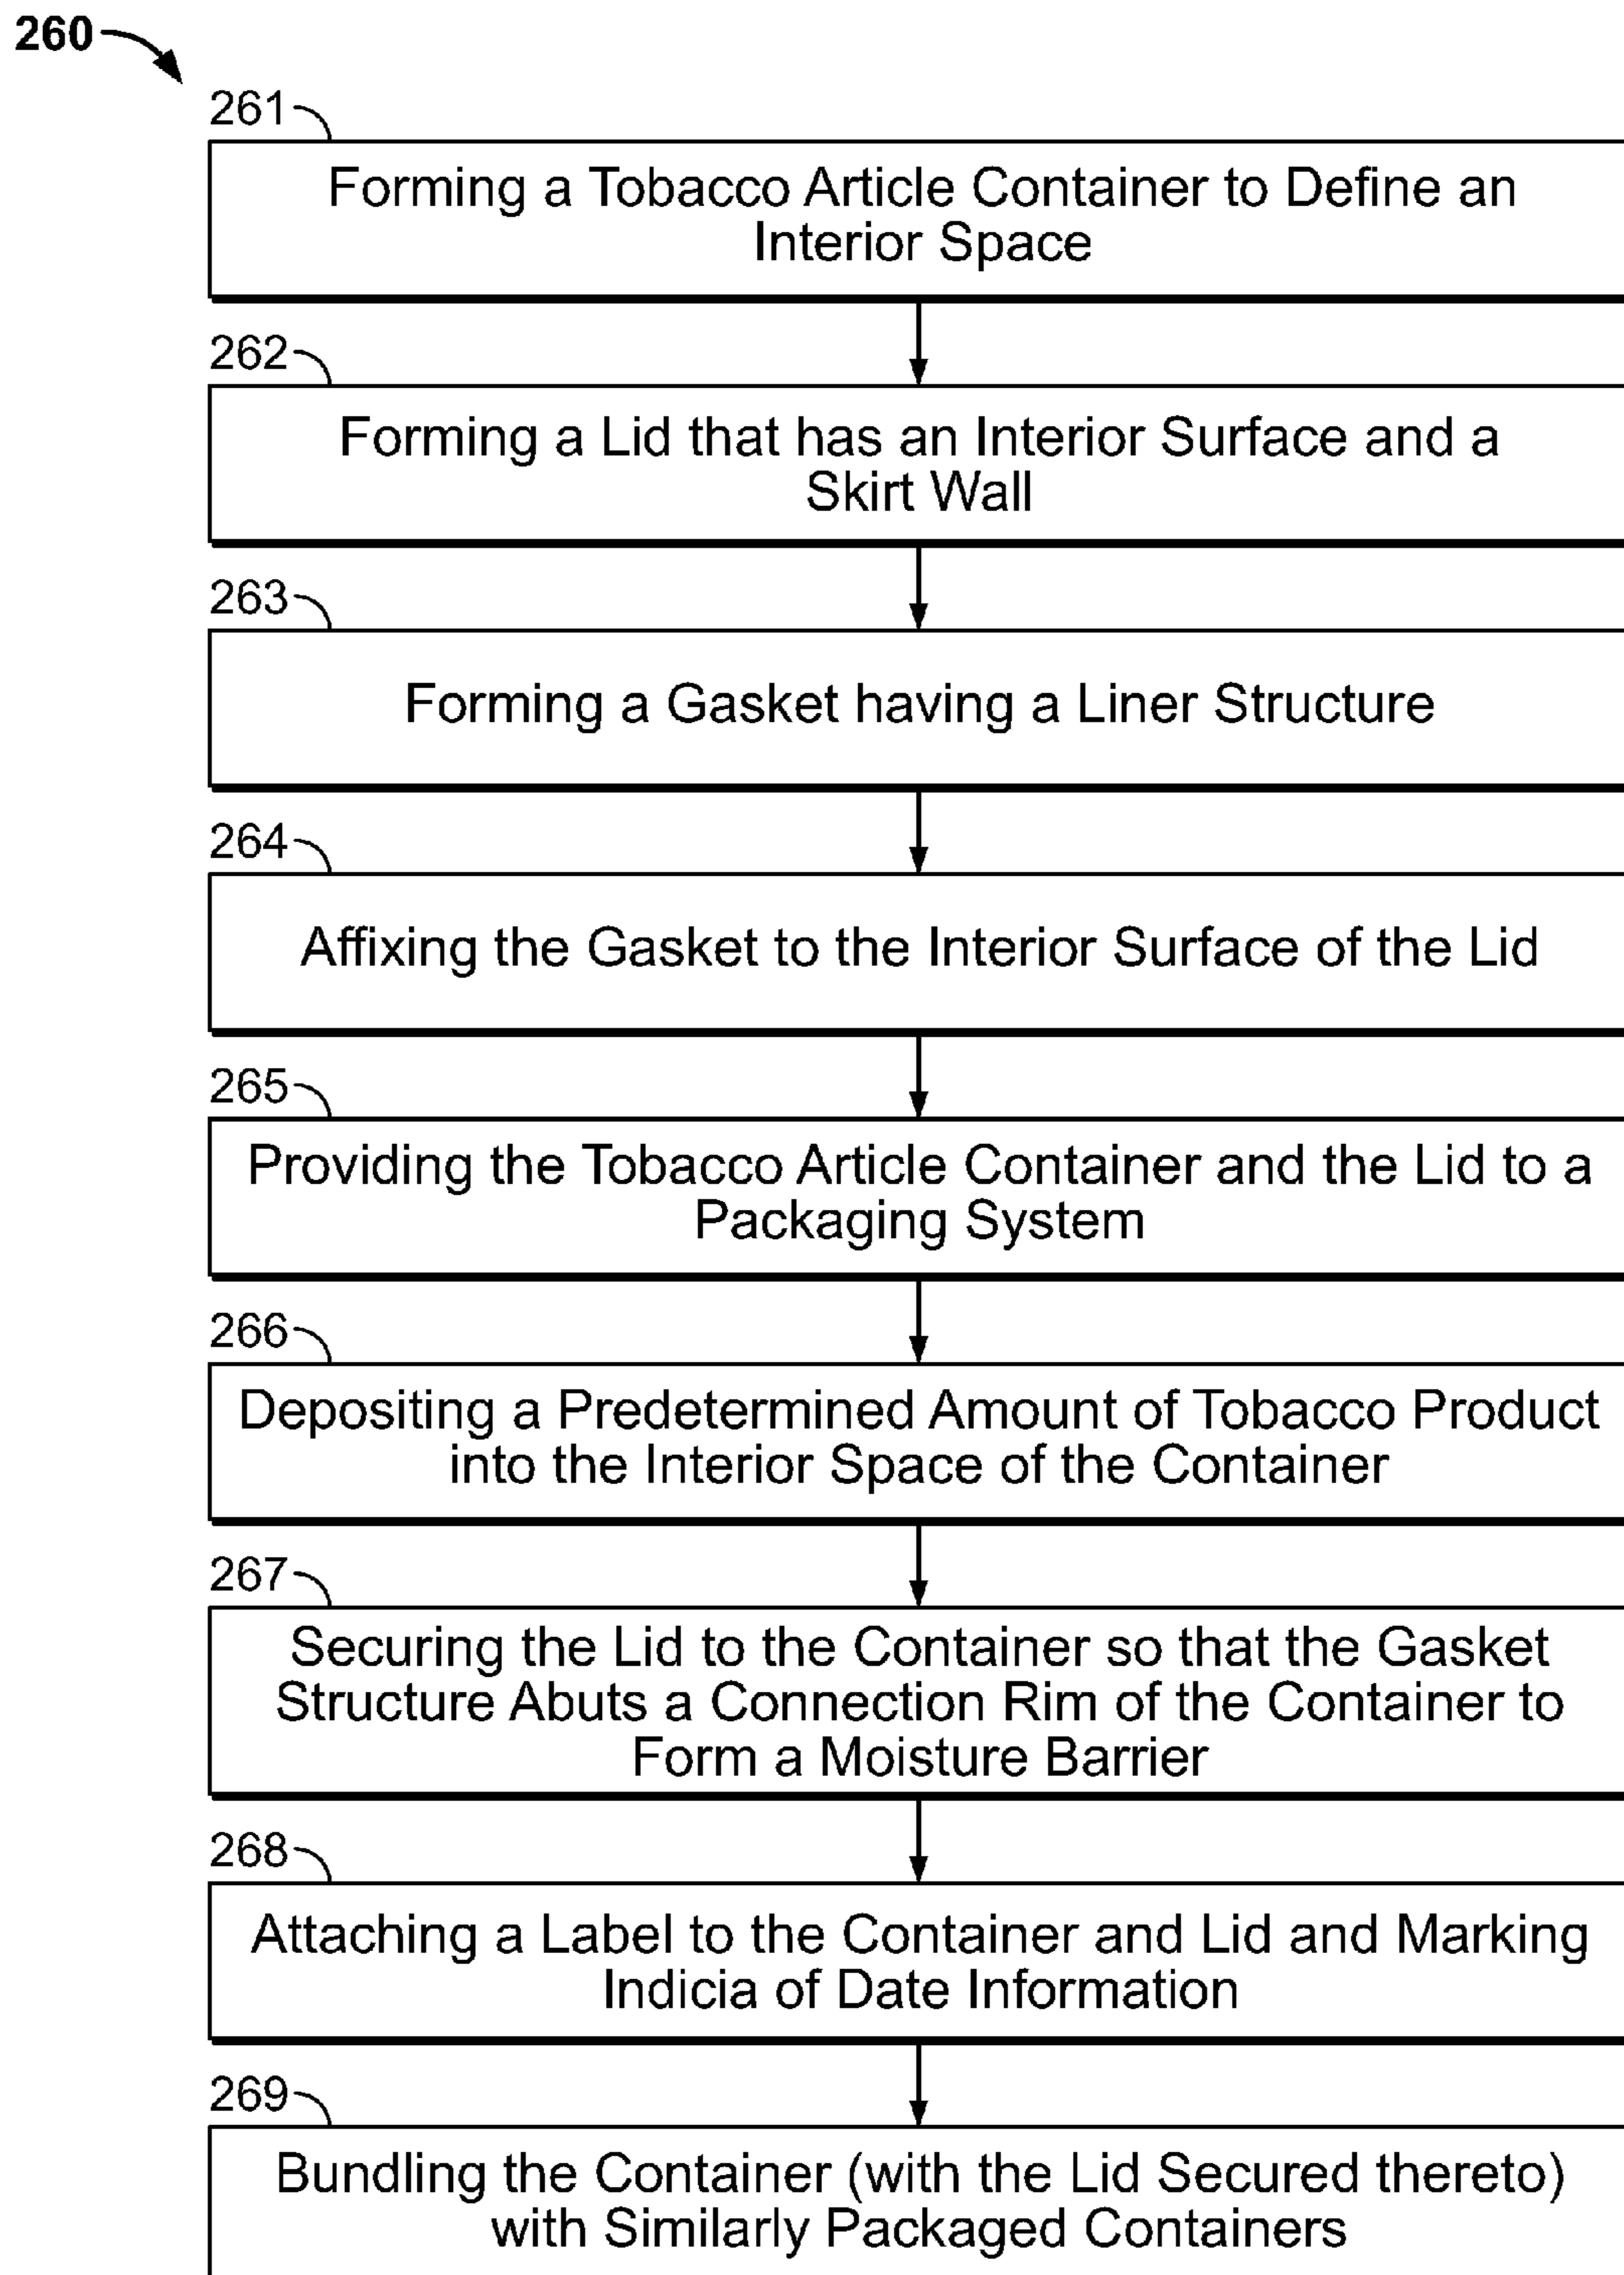 260
261
Forming a Tobacco Article Container to Define an
Interior Space
262
Forming a Lid that has an Interior Surface and a
Skirt Wall
263
Forming a Gasket having a Liner Structure
264
Affixing the Gasket to the Interior Surface of the Lid
265
Providing the Tobacco Article Container and the Lid to a
Packaging System
266
Depositing a Predetermined Amount of Tobacco Product
into the Interior Space of the Container
267
Securing the Lid to the Container so that the Gasket
Structure Abuts a Connection Rim of the Container to
Form a Moisture Barrier
268
Attaching a Label to the Container and Lid and Marking
Indicia of Date Information
269
Bundling the Container (with the Lid Secured thereto)
with Similarly Packaged Containers